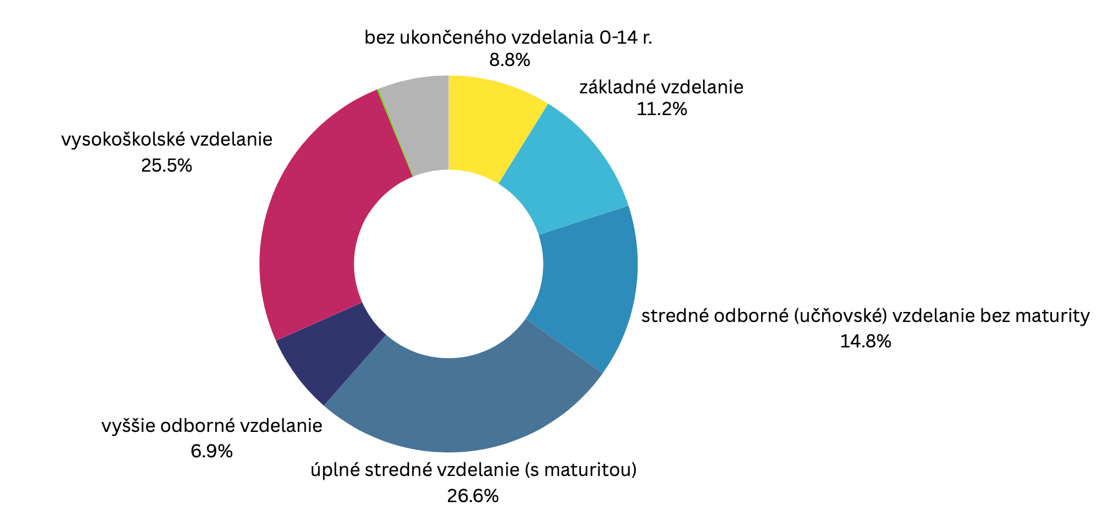 bez ukončeného vzdelania 0-14 r.
8.8%
základné vzdelanie
11.2%
vysokoškolské vzdelanie
25.5%
stredné odborné (učňovské) vzdelanie bez maturity
14.8%
vyššie odborné vzdelanie
6.9%
úplné stredné vzdelanie (s maturitou)
26.6%